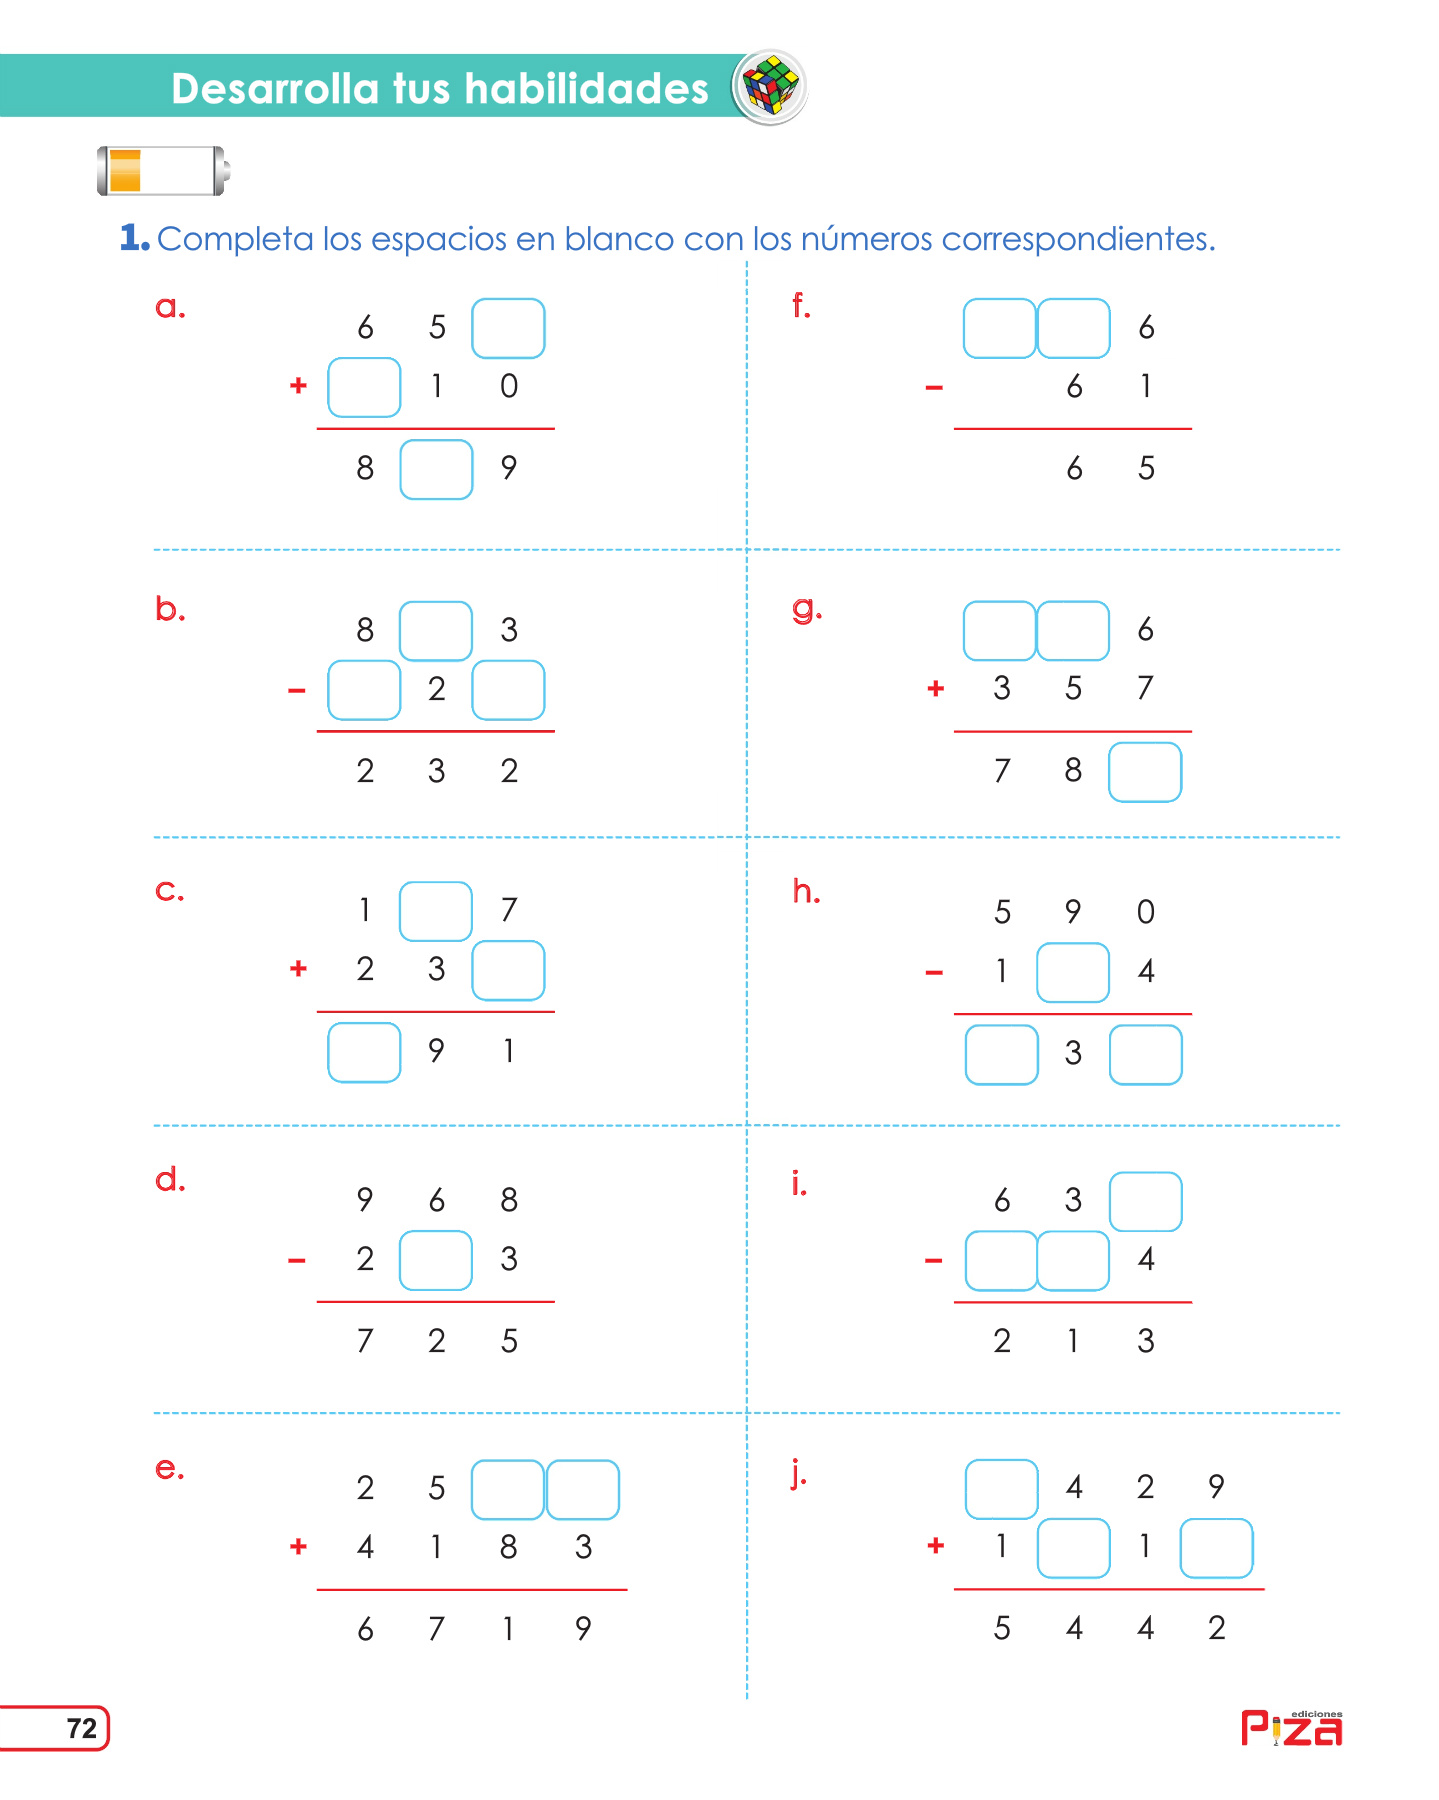 Desarrolla tus habilidades
1. Completa los espacios en blanco con los números correspondientes.
a.
6 5
+ 1 0
8 9
b.
8 3
– 2
2 3 2
c.
1 7
+ 2 3
9 1
d.
9 6 8
– 2 3
7 2 5
e.
2 5
+ 4 1 8 3
6 7 1 9
f.
6
– 6 1
6 5
g.
6
+ 3 5 7
7 8
h.
5 9 0
– 1 4
3
i.
6 3
– 4
2 1 3
j.
4 2 9
+ 1 1
5 4 4 2
72
ediciones
Piza